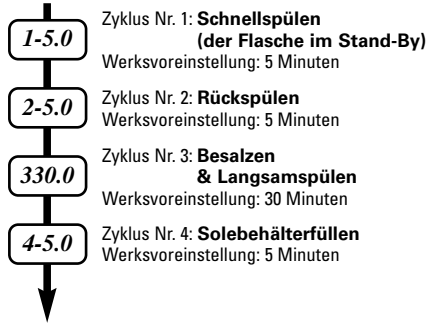 1-5.0
Zyklus Nr. 1: Schnellspülen
(der Flasche im Stand-By)
Werksvoreinstellung: 5 Minuten
2-5.0
Zyklus Nr. 2: Rückspülen
Werksvoreinstellung: 5 Minuten
330.0
Zyklus Nr. 3: Besalzen
& Langsamspülen
Werksvoreinstellung: 30 Minuten
4-5.0
Zyklus Nr. 4: Solebehälterfüllen
Werksvoreinstellung: 5 Minuten